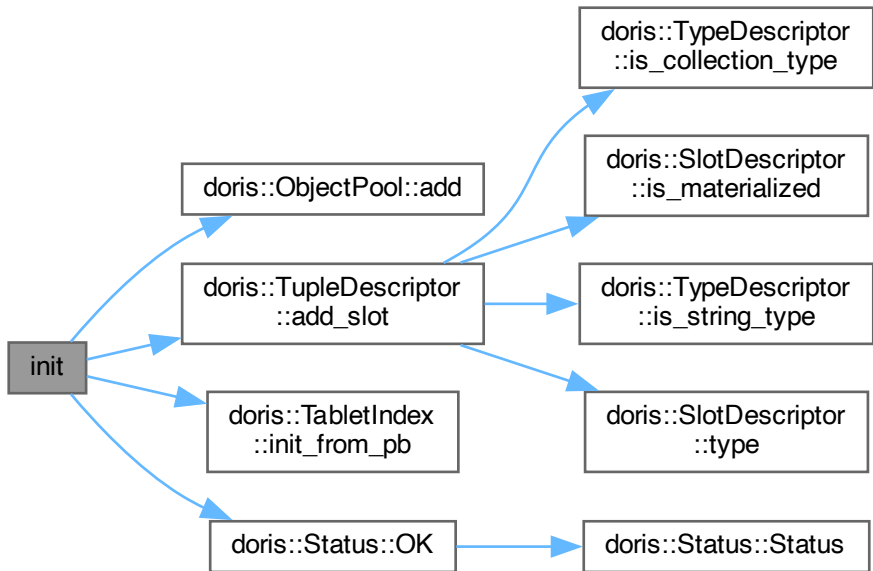 init
doris::ObjectPool::add
doris::TupleDescriptor
::add_slot
doris::TabletIndex
::init_from_pb
doris::Status::OK
doris::TypeDescriptor
::is_collection_type
doris::SlotDescriptor
::is_materialized
doris::TypeDescriptor
::is_string_type
doris::SlotDescriptor
::type
doris::Status::Status